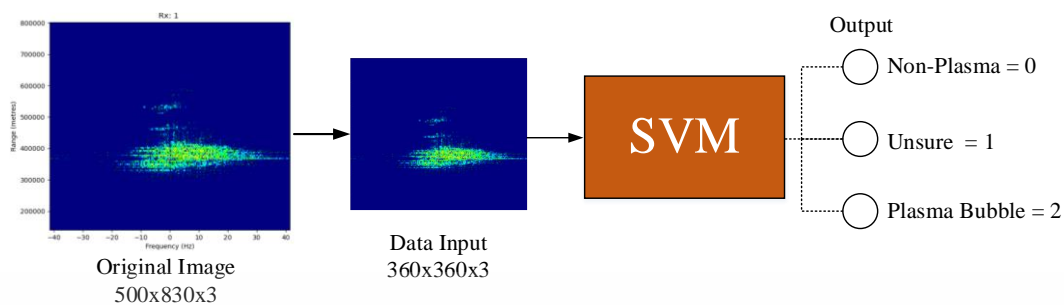 Rx: 1
800000
700000
600000
500000
400000
300000
200000
Range (metres)
−40 −30 −20 −10 0 10 20 30 40
Frequency (Hz)
Original Image
500x830x3
Data Input
360x360x3
SVM
Output
Non-Plasma = 0
Unsure = 1
Plasma Bubble = 2